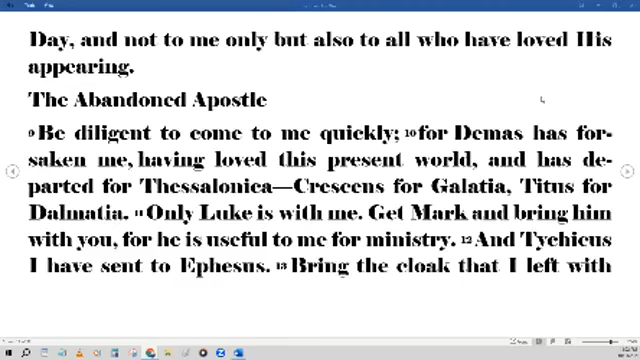 Day, and not to me only but also to all who have loved His
appearing.
The Abandoned Apostle
9 Be diligent to come to me quickly; 10 for Demas has for-
saken me, having loved this present world, and has de-
parted for Thessalonica—Crescens for Galatia, Titus for
Dalmatia. 11 Only Luke is with me. Get Mark and bring him
with you, for he is useful to me for ministry. 12 And Tychicus
I have sent to Ephesus. 13 Bring the cloak that I left with